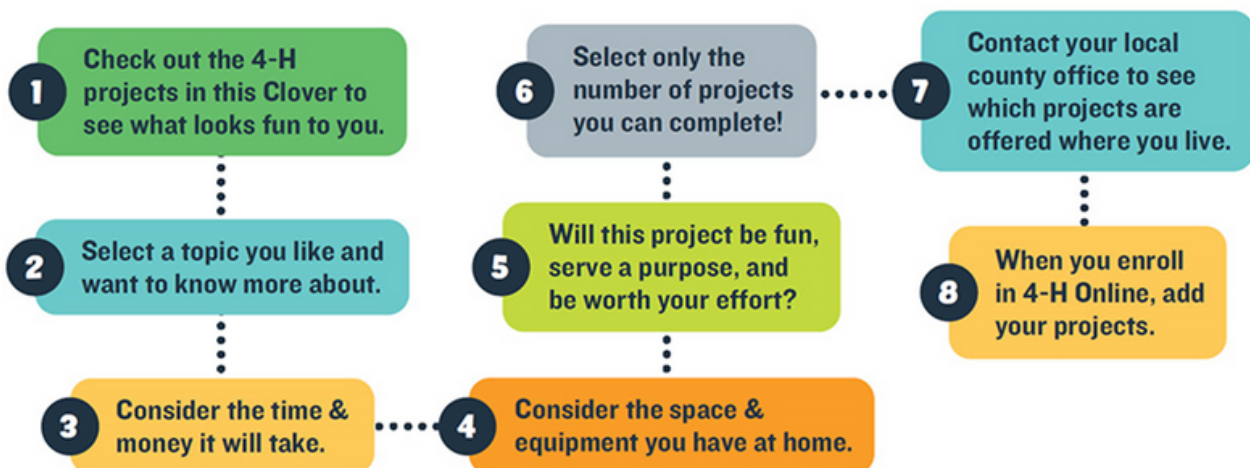 1
Check out the 4-H
projects in this Clover to
see what looks fun to you.
2
Select a topic you like and
want to know more about.
3
Consider the time &
money it will take.
4
Consider the space &
equipment you have at home.
5
Will this project be fun,
serve a purpose, and
be worth your effort?
6
Select only the
number of projects
you can complete!
7
Contact your local
county office to see
which projects are
offered where you live.
8
When you enroll
in 4-H Online, add
your projects.